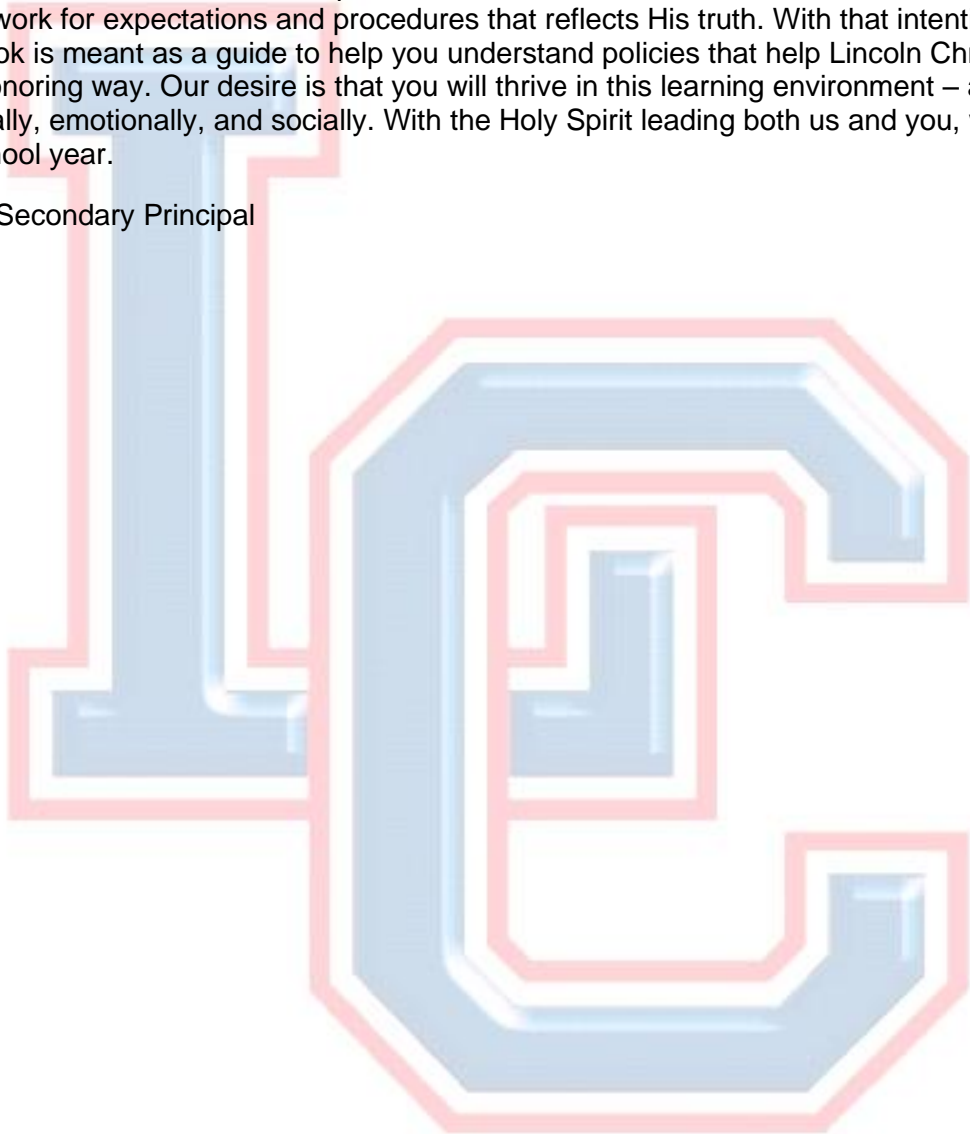 work for expectations and procedures that reflects His truth. With that intent
ok is meant as a guide to help you understand policies that help Lincoln Chr
onoring way. Our desire is that you will thrive in this learning environment – a
ally, emotionally, and socially. With the Holy Spirit leading both us and you,
hool year.
Secondary Principal
LC